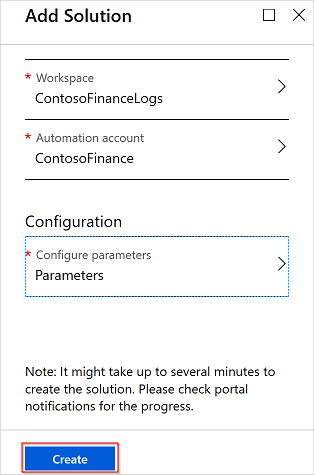 Add Solution
* Workspace
ContosoFinanceLogs
* Automation account
ContosoFinance
Configuration
* Configure parameters
Parameters
Note: It might take up to several minutes to
create the solution. Please check portal
notifications for the progress.
Create